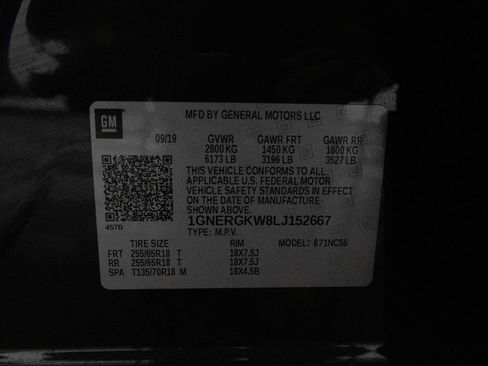 GM
MFD BY GENERAL MOTORS LLC
09/19 GVWR GAWR FRT GAWR RR
2800 KG 1450 KG 1600 KG
6173 LB 3196 LB 3527 LB
THIS VEHICLE CONFORMS TO ALL
APPLICABLE U.S. FEDERAL MOTOR
VEHICLE SAFETY STANDARDS IN EFFECT
ON THE DATE OF MANUFACTURE
SHOWN ABOVE.
1GNERGKW8LJ152667
457B TYPE: M.P.V.
TIRE SIZE RIM MODEL: 871NC56
FRT 255/65R18 T 18X7.5J
RR 255/65R18 T 18X7.5J
SPA T135/70R18 M 18X4.5B